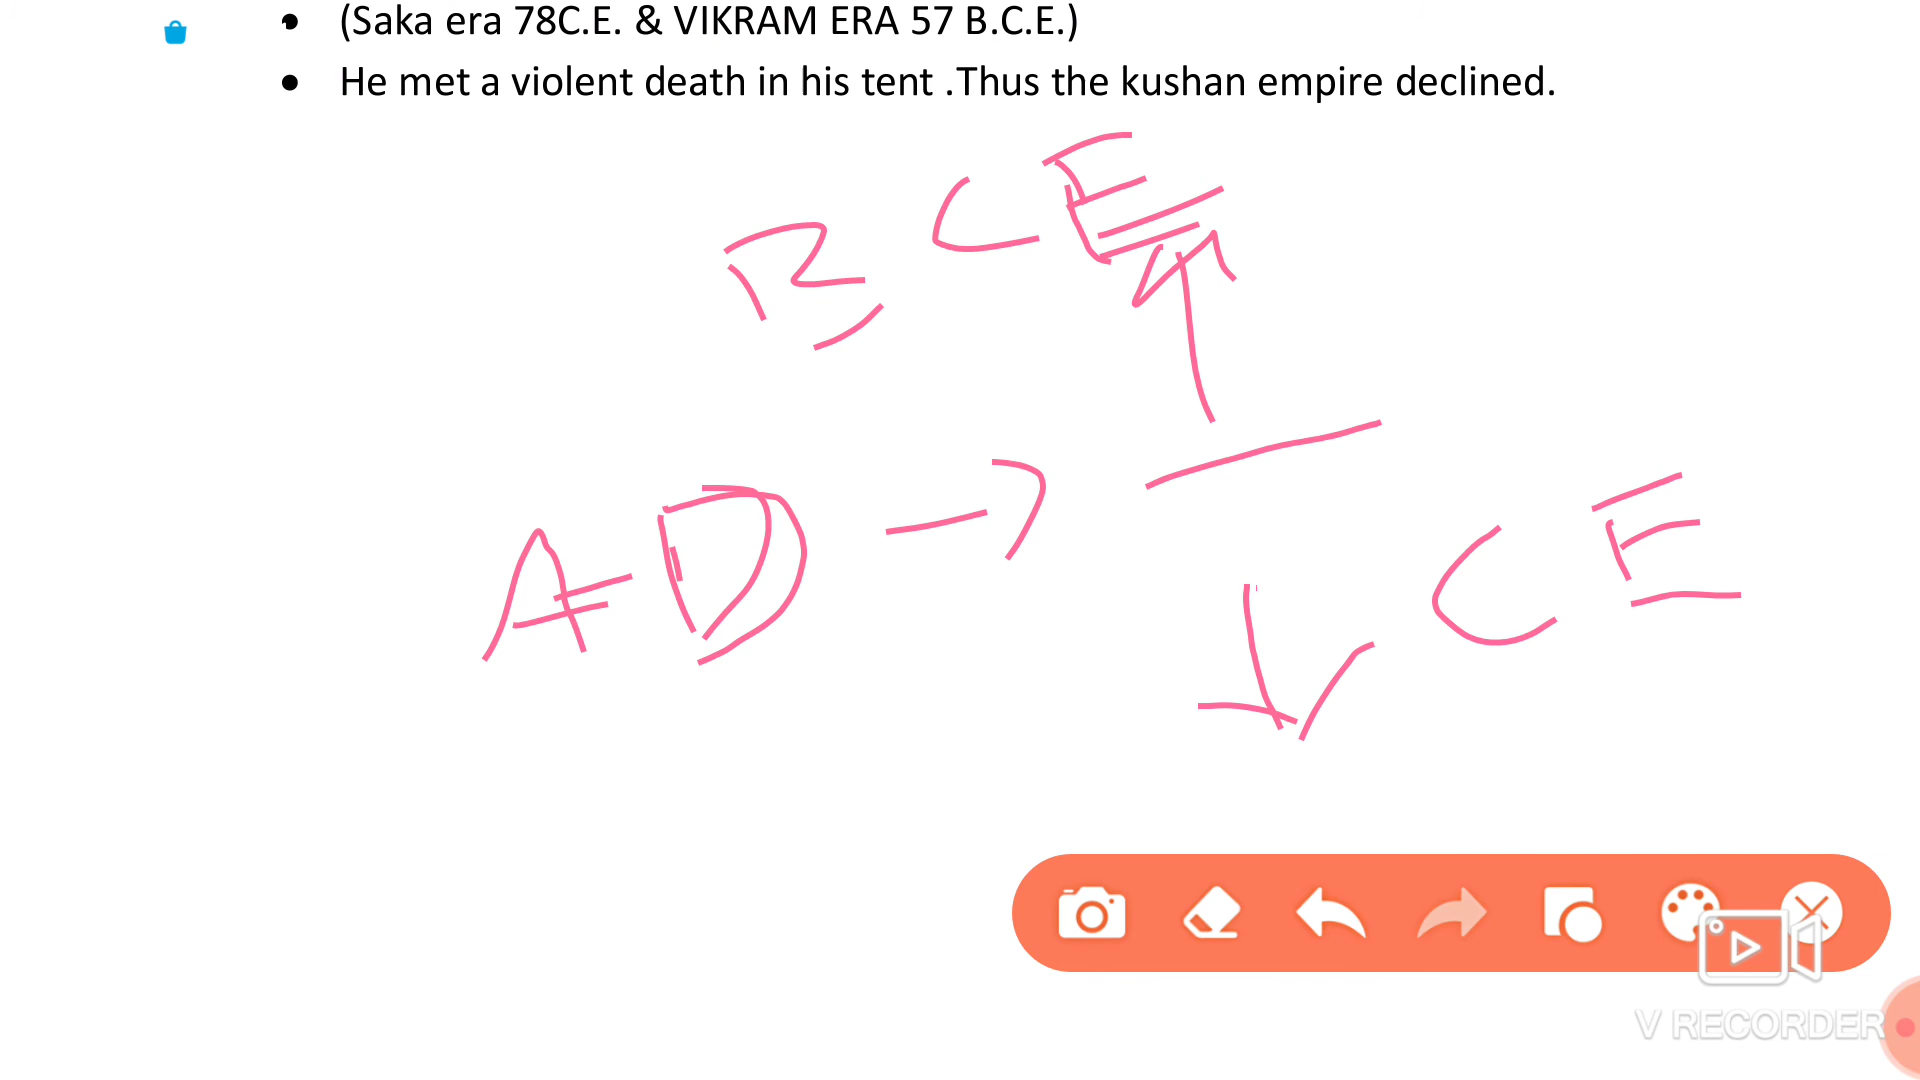 (Saka era 78C.E. & VIKRAM ERA 57 B.C.E.)
He met a violent death in his tent .Thus the kushan empire declined.
B CE
AD →
CE
V RECORDER